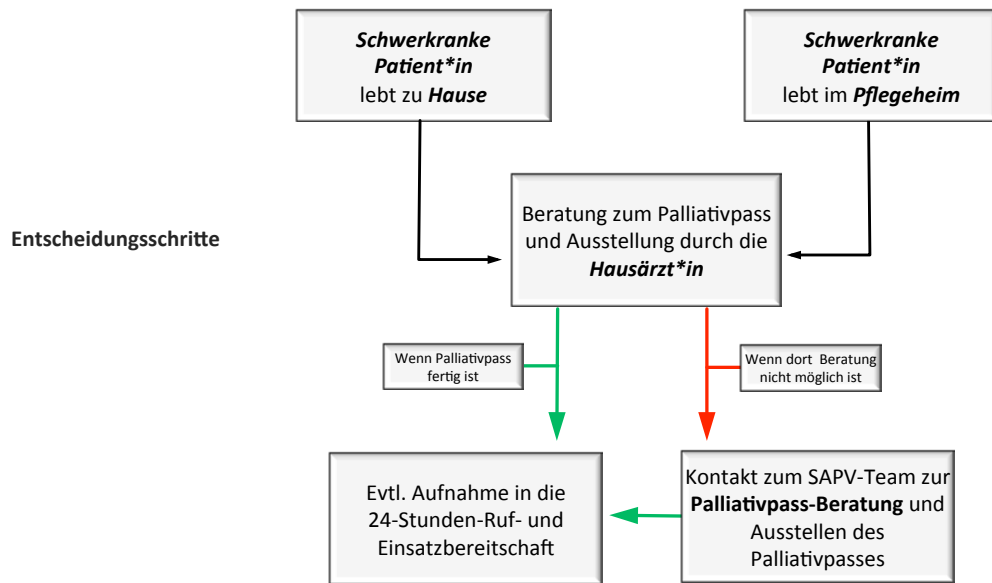 Schwerkranke
Patient*in
lebt zu Hause
Schwerkranke
Patient*in
lebt im Pflegeheim
Entscheidungsschritte
Beratung zum Palliativpass
und Ausstellung durch die
Hausärzt*in
Wenn Palliativpass
fertig ist
Wenn dort Beratung
nicht möglich ist
Evtl. Aufnahme in die
24-Stunden-Ruf- und
Einsatzbereitschaft
Kontakt zum SAPV-Team zur
Palliativpass-Beratung und
Ausstellen des
Palliativpasses